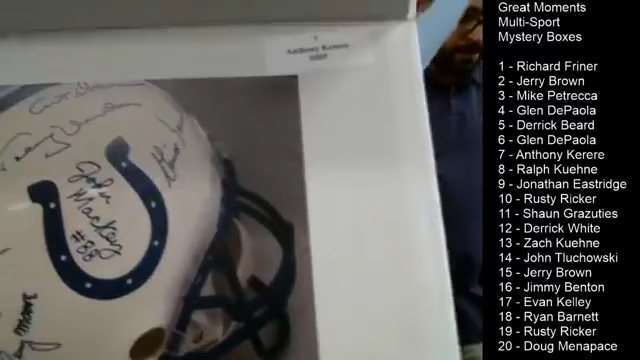 Great Moments
Multi-Sport
Mystery Boxes
1 - Richard Friner
2 - Jerry Brown
3 - Mike Petrecca
4 - Glen DePaola
5 - Derrick Beard
6 - Glen DePaola
7 - Anthony Kerere
8 - Ralph Kuehne
9 - Jonathan Eastridge
10 - Rusty Ricker
11 - Shaun Grazuties
12 - Derrick White
13 - Zach Kuehne
14 - John Tluchowski
15 - Jerry Brown
16 - Jimmy Benton
17 - Evan Kelley
18 - Ryan Barnett
19 - Rusty Ricker
20 - Doug Menapace
Anthony Kerere
John
Mackey
#88